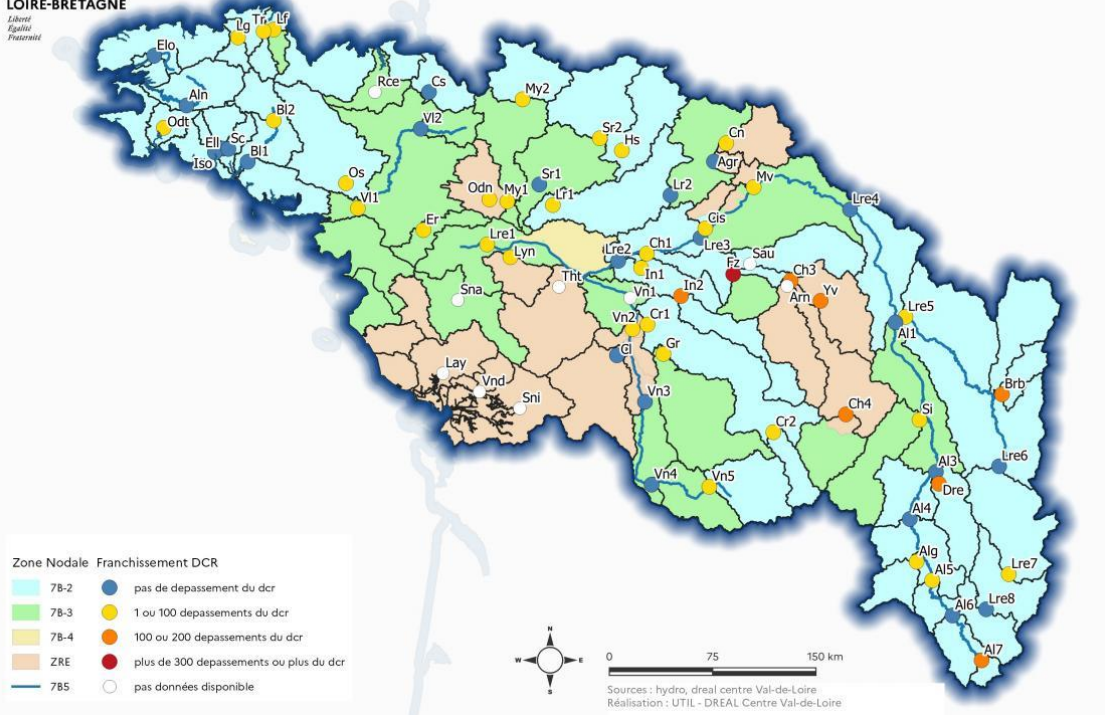 LOIRE-BRETAGNE
Liberté
Égalité
Fraternité
Lg Tr Lf
Elo
Rce Cs
My2
Aln
Bl2
Vl2
Odt
Sr2
Hs
Cn
Ell Sc
Iso
Bl1
Agr
Os
Vl1
Odn My1
Sr1
Lr1
Lr2
Mv
Lre4
Er
Lre1
Lyn
Cis
Lre3
Lre2
Ch1
In1
Fz
Sau
Tht
Sna
Vn1
In2
Ch3
Arn
Yv
Vn2
Cr1
Lre5
Al1
Cl
Gr
Lay
Vnd
Sni
Vn3
Brb
Ch4
Si
Cr2
Lre6
Vn4
Vn5
Al3
Dre
Al4
Alg
Al5
Lre7
Al6
Lre8
Al7
Zone Nodale Franchissement DCR
7B-2 pas de depassement du dcr
7B-3 1 ou 100 depassements du dcr
7B-4 100 ou 200 depassements du dcr
ZRE plus de 300 depassements ou plus du dcr
7B5 pas données disponible
N
W E
S
0 75 150 km
Sources : hydro, dreal centre Val-de-Loire
Réalisation : UTIL - DREAL Centre Val-de-Loire